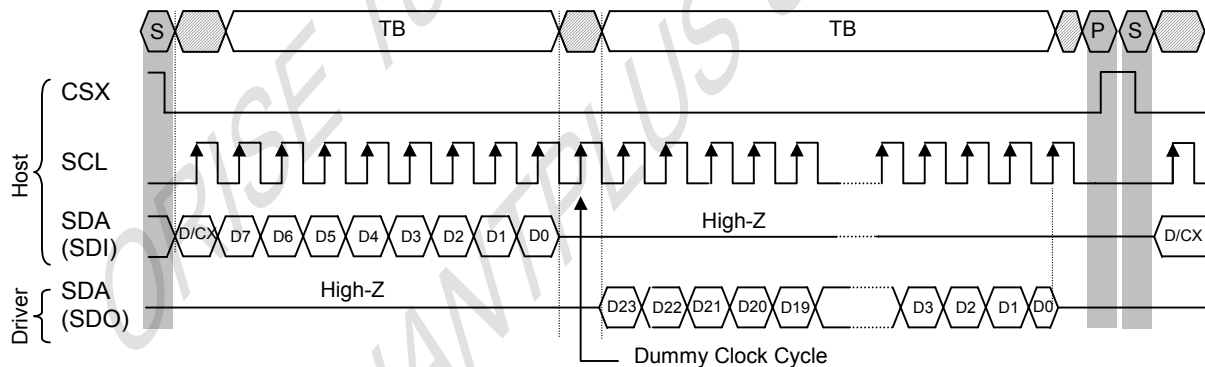 S TB TB P S
CSX
SCL
Host
SDA
(SDI)
D/CX D7 D6 D5 D4 D3 D2 D1 D0 High-Z D/CX
Driver
SDA
(SDO)
High-Z D23 D22 D21 D20 D19 D3 D2 D1 D0
Dummy Clock Cycle
ORISE